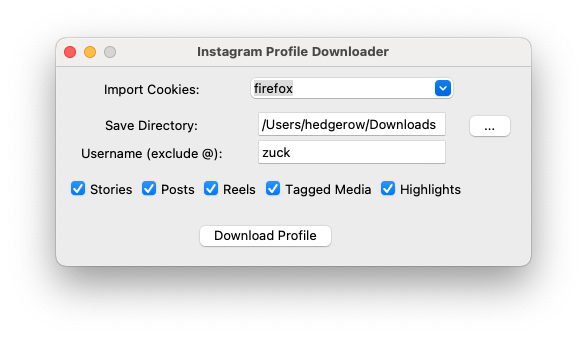 Instagram Profile Downloader
Import Cookies: firefox
Save Directory: /Users/hedgerow/Downloads ...
Username (exclude @): zuck
Stories Posts Reels Tagged Media Highlights
Download Profile